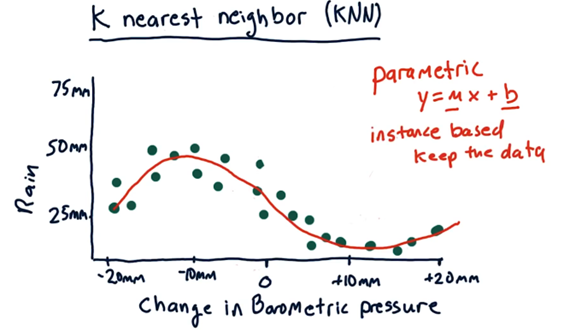 K nearest neighbor (KNN)
parametric
y = m x + b
instance based
keep the data
75mm
50mm
25mm
Rain
-20mm -10mm 0 +10mm +20mm
Change in Barometric pressure